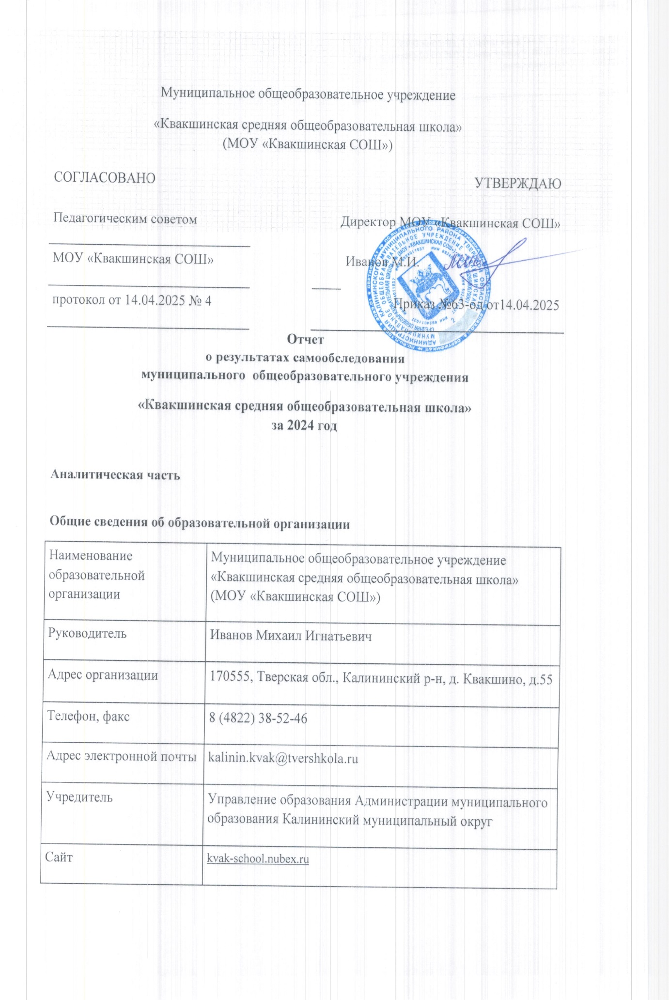 Муниципальное общеобразовательное учреждение
«Квакшинская средняя общеобразовательная школа»
(МОУ «Квакшинская СОШ»)
СОГЛАСОВАНО
УТВЕРЖДАЮ
Педагогическим советом
Директор МОУ «Квакшинская СОШ»
МОУ «Квакшинская СОШ»
Иванов М.И.
протокол от 14.04.2025 № 4
Приказ №63-од от14.04.2025
Отчет
о результатах самообследования
муниципального общеобразовательного учреждения
«Квакшинская средняя общеобразовательная школа»
за 2024 год
Аналитическая часть
Общие сведения об образовательной организации
Наименование
образовательной
организации
Муниципальное общеобразовательное учреждение
«Квакшинская средняя общеобразовательная школа»
(МОУ «Квакшинская СОШ»)
Руководитель
Иванов Михаил Игнатьевич
Адрес организации
170555, Тверская обл., Калининский р-н, д. Квакшино, д.55
Телефон, факс
8 (4822) 38-52-46
Адрес электронной почты
kalinin.kvak@tvershkola.ru
Учредитель
Управление образования Администрации муниципального
образования Калининский муниципальный округ
Сайт
kvak-school.nubex.ru